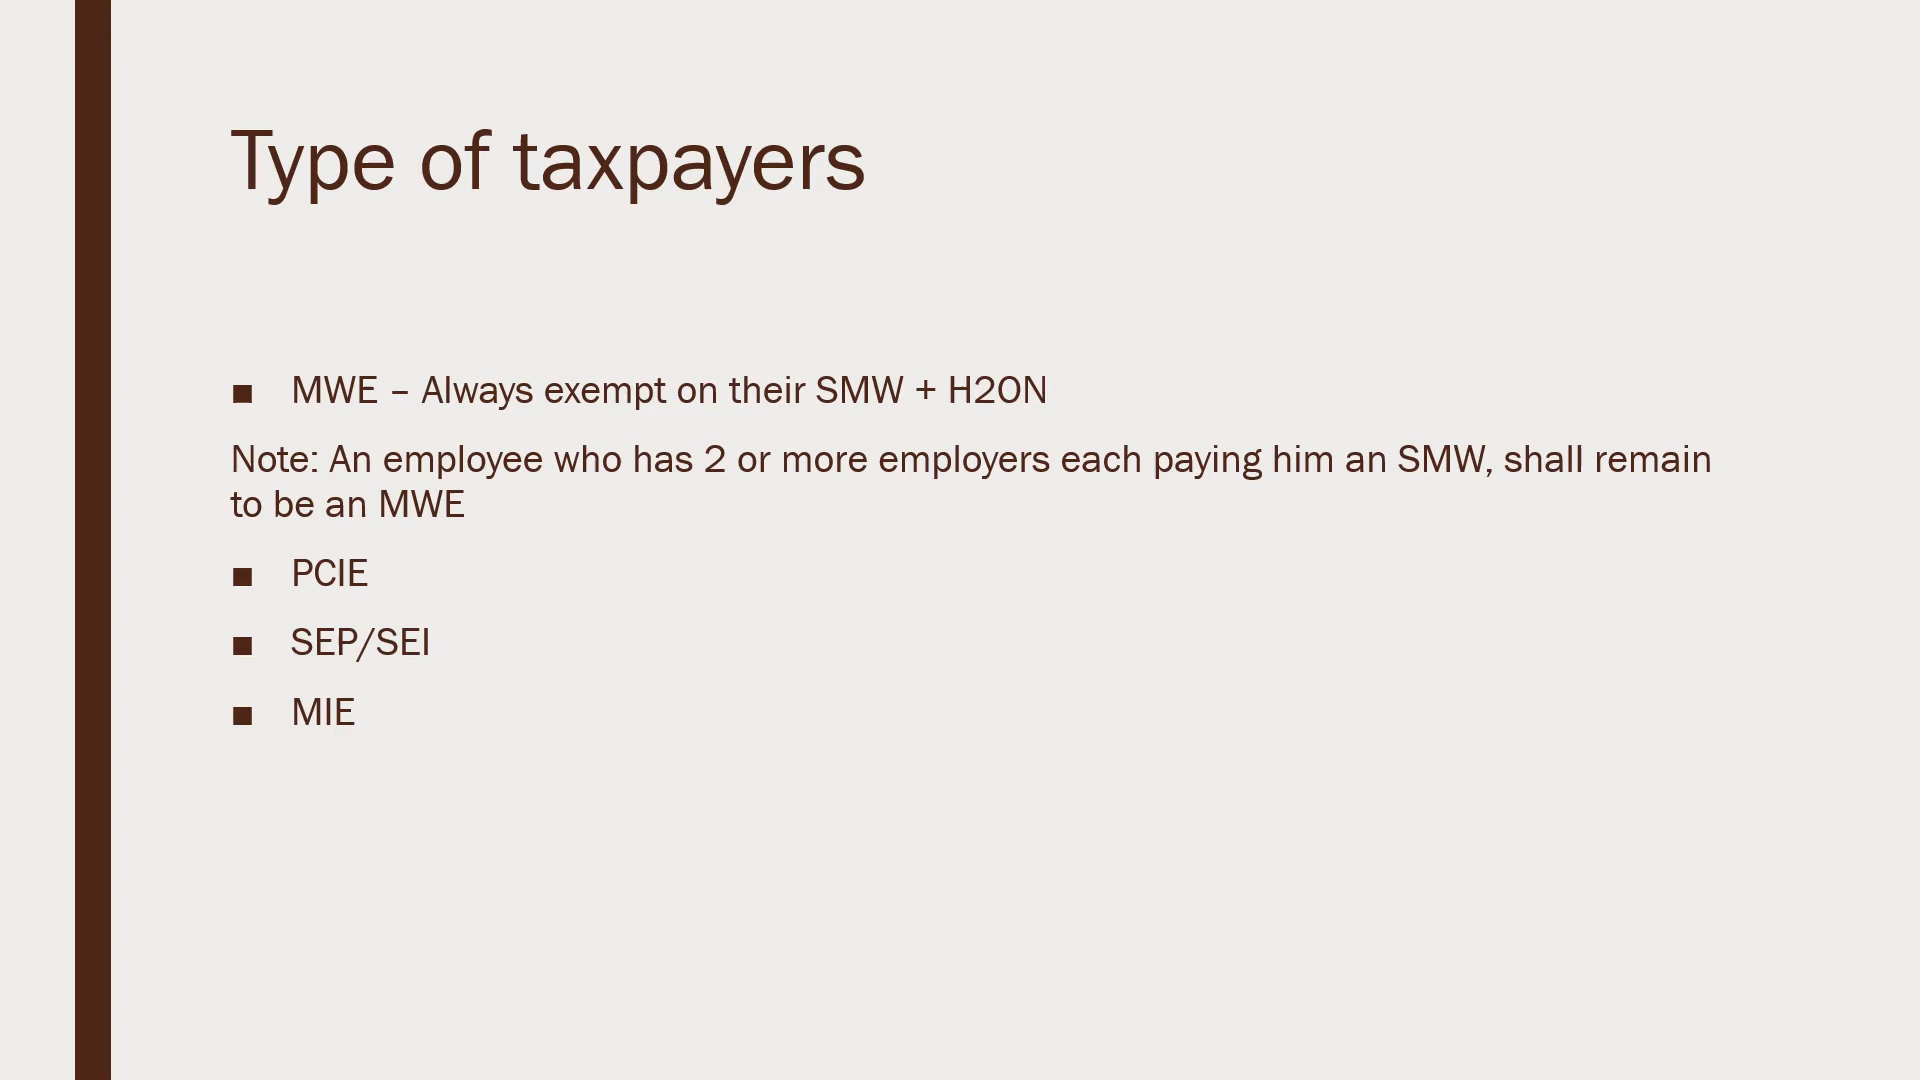 Type of taxpayers
■ MWE – Always exempt on their SMW + H2ON
Note: An employee who has 2 or more employers each paying him an SMW, shall remain
to be an MWE
■ PCIE
■ SEP/SEI
■ MIE